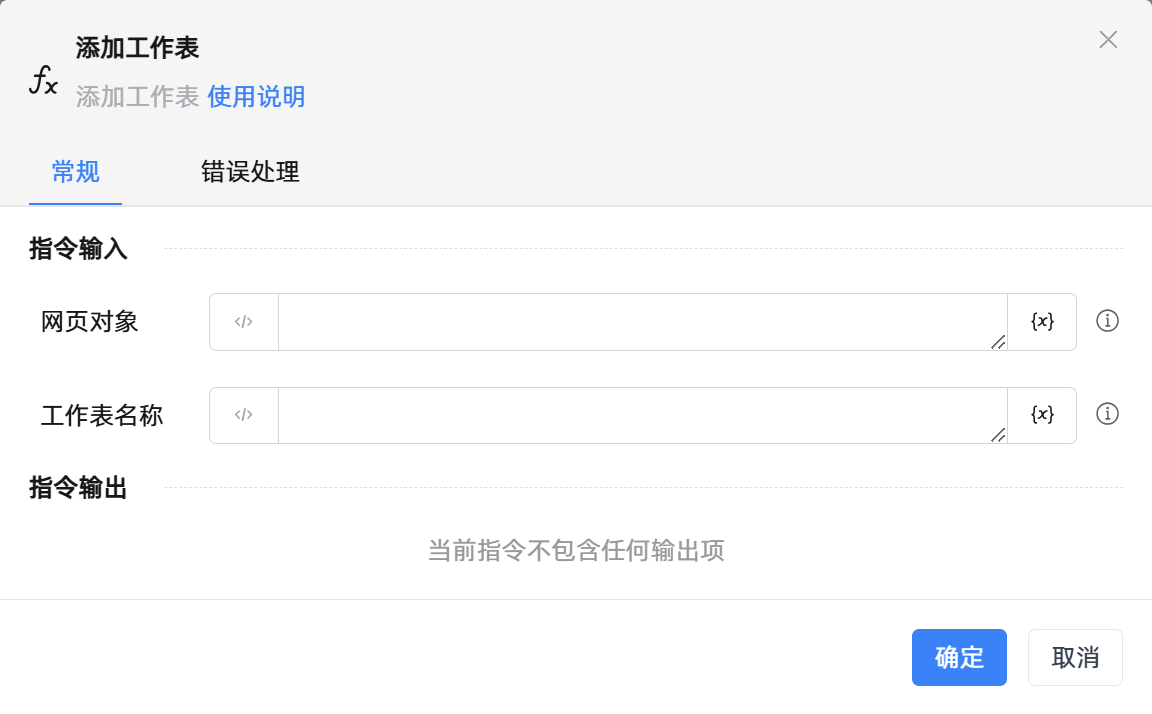 添加工作表
fx
添加工作表 使用说明
常规 错误处理
指令输入
网页对象 </> {x}
工作表名称 </> {x}
指令输出
当前指令不包含任何输出项
确定 取消